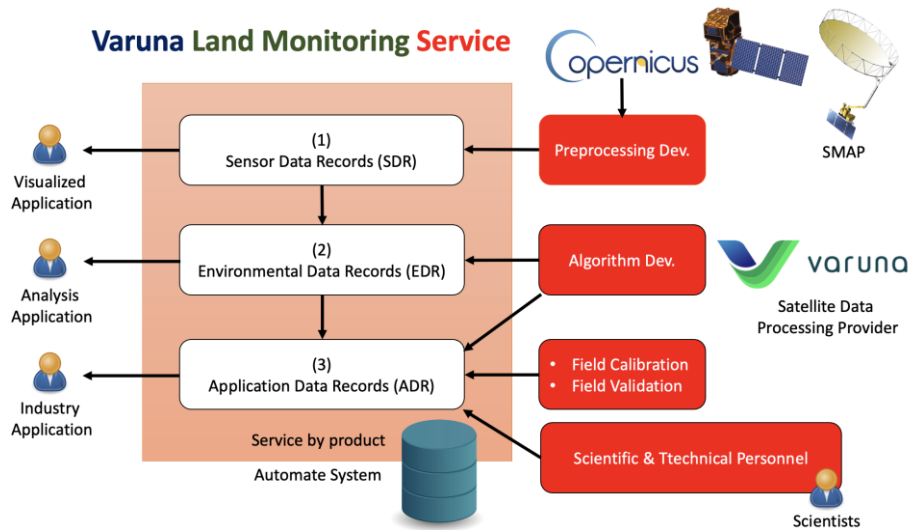 Varuna Land Monitoring Service
Copernicus
SMAP
(1)
Sensor Data Records (SDR)
Preprocessing Dev.
Visualized
Application
(2)
Environmental Data Records (EDR)
Algorithm Dev.
varuna
Satellite Data
Processing Provider
Analysis
Application
(3)
Application Data Records (ADR)
• Field Calibration
• Field Validation
Industry
Application
Service by product
Automate System
Scientific & Ttechnical Personnel
Scientists